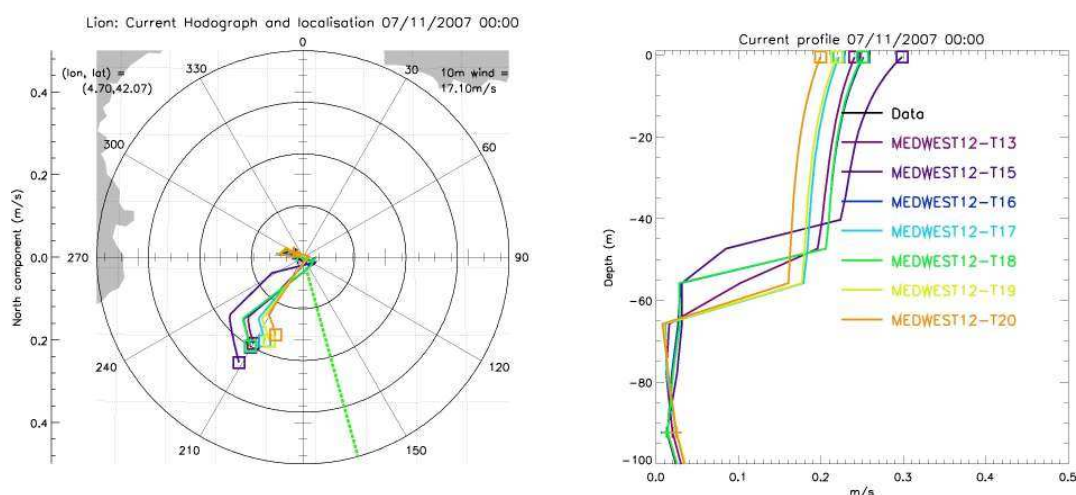 Lion: Current Hodograph and localisation 07/11/2007 00:00
0
(lon, lat) =
(4.70,42.07)
10m wind =
17.10m/s
330
30
300
60
270
90
240
120
210
150
North component (m/s)
0.4
0.2
0.0
0.2
0.4
Current profile 07/11/2007 00:00
Depth (m)
0
-20
-40
-60
-80
-100
Data
MEDWEST12-T13
MEDWEST12-T15
MEDWEST12-T16
MEDWEST12-T17
MEDWEST12-T18
MEDWEST12-T19
MEDWEST12-T20
0.0 0.1 0.2 0.3 0.4 0.5
m/s